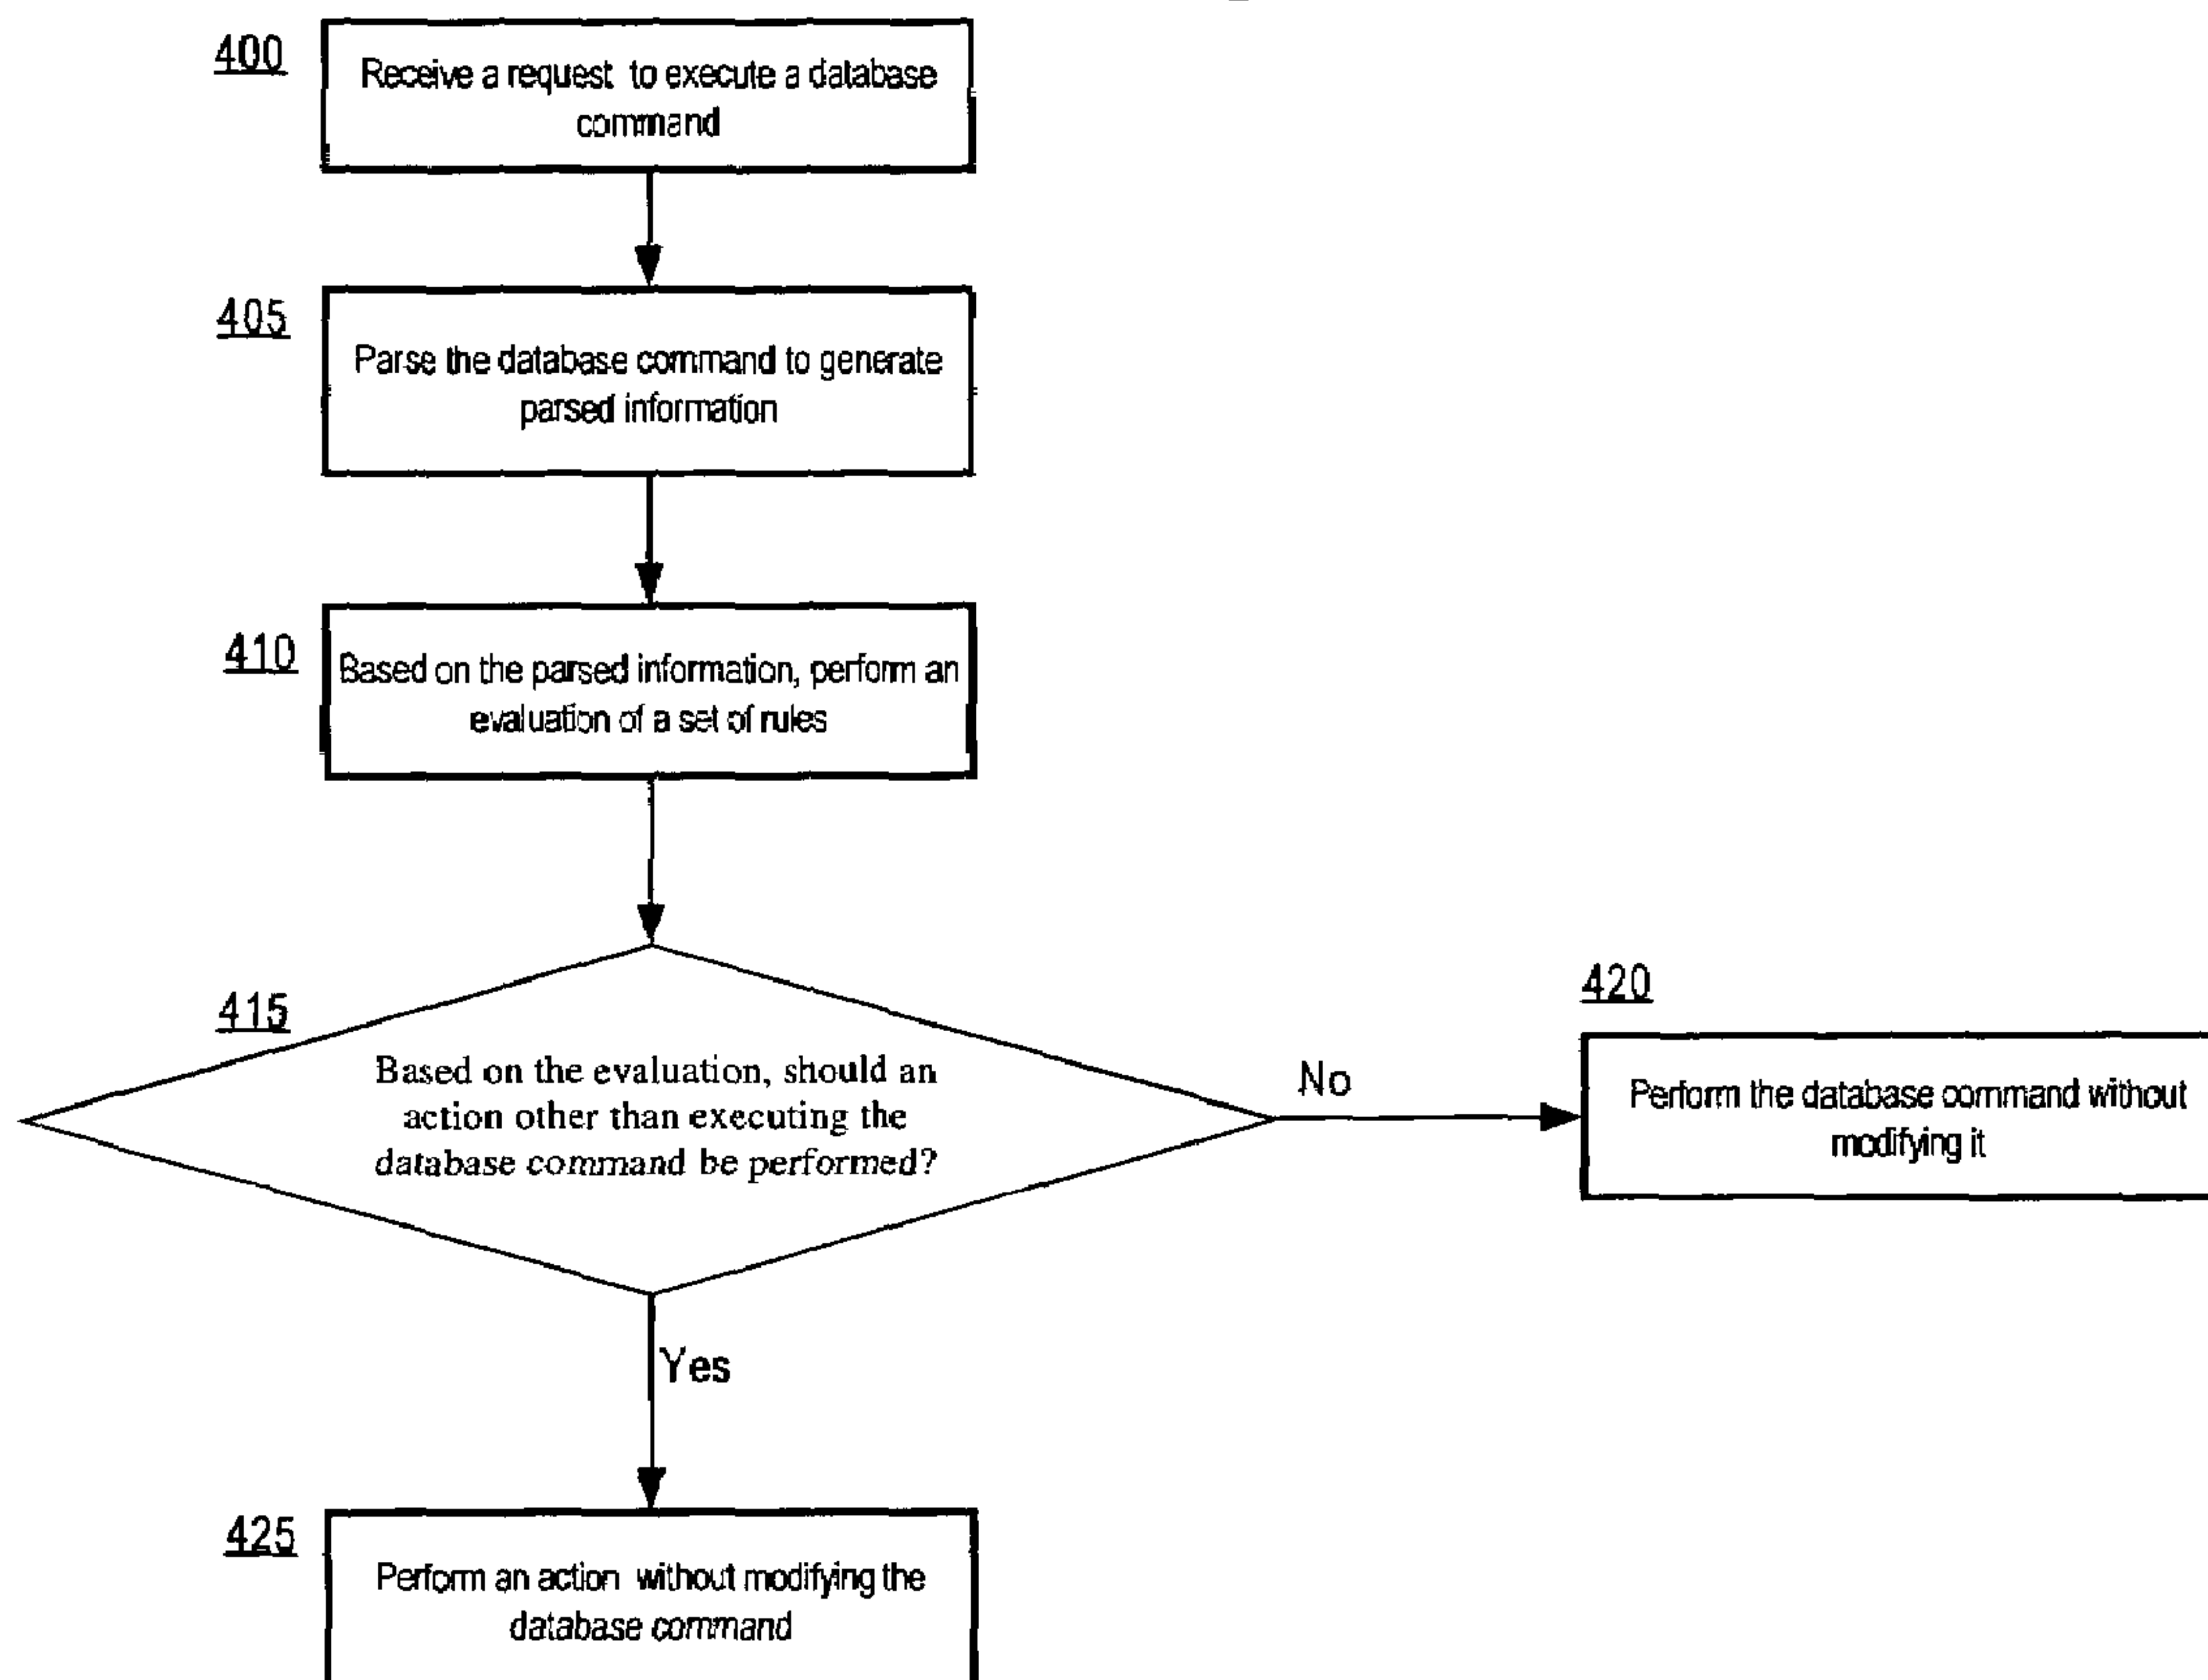 400
Receive a request to execute a database
command
405
Parse the database command to generate
parsed information
410
Based on the parsed information, perform an
evaluation of a set of rules
415
Based on the evaluation, should an
action other than executing the
database command be performed?
No
420
Perform the database command without
modifying it
Yes
425
Perform an action without modifying the
database command